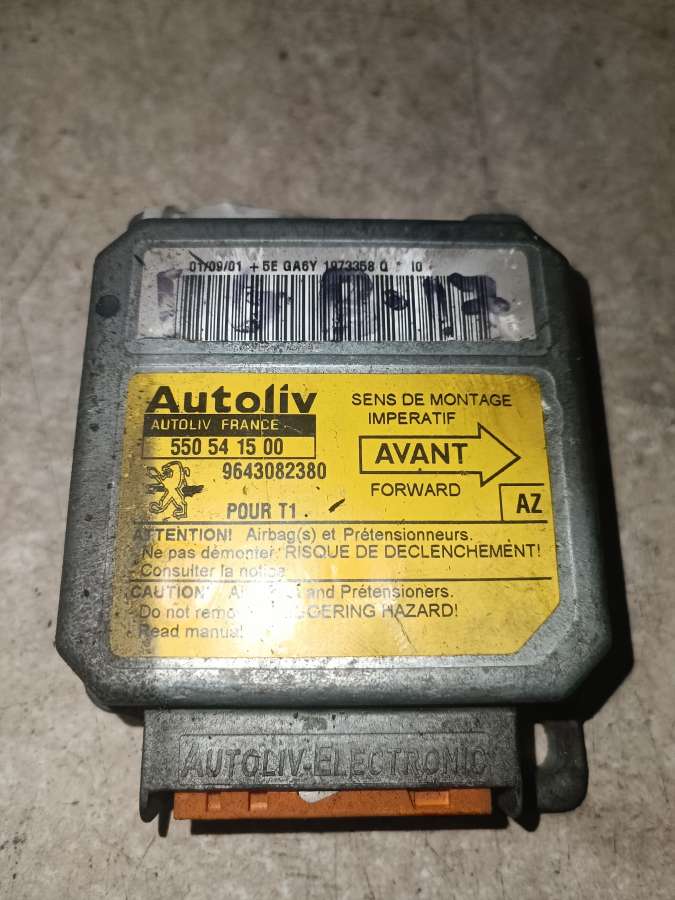 01/09/01 + 5E GA6Y 1973358 Q * 10
Autoliv
AUTOLIV FRANCE
550 54 15 00
9643082380
POUR T1
SENS DE MONTAGE
IMPERATIF
AVANT
FORWARD
AZ
ATTENTION! Airbag(s) et Prétensionneurs.
Ne pas démonter: RISQUE DE DECLENCHEMENT!
Consulter la notice
CAUTION: and Prétensioners.
Do not HAZARD!
Read manual
AUTOLIV-ELECTRONIC